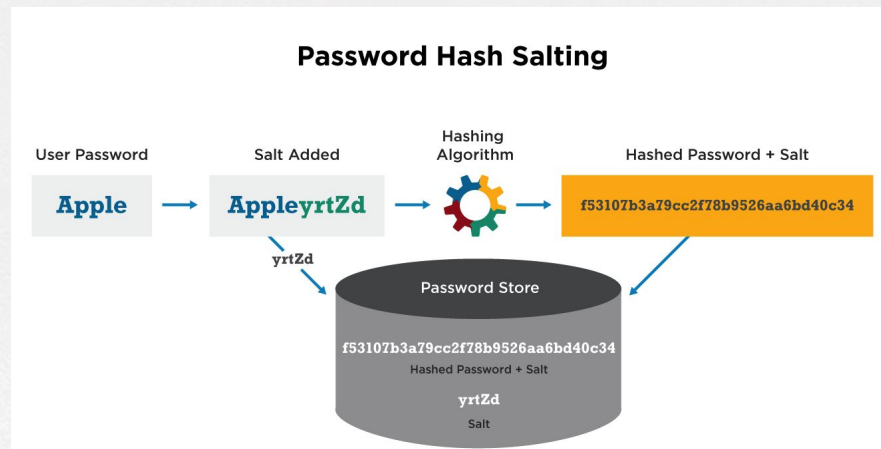 Password Hash Salting
User Password
Salt Added
Hashing
Algorithm
Hashed Password + Salt
Apple
AppleyrtZd
f53107b3a79cc2f78b9526aa6bd40c34
yrtZd
Password Store
f53107b3a79cc2f78b9526aa6bd40c34
Hashed Password + Salt
yrtZd
Salt